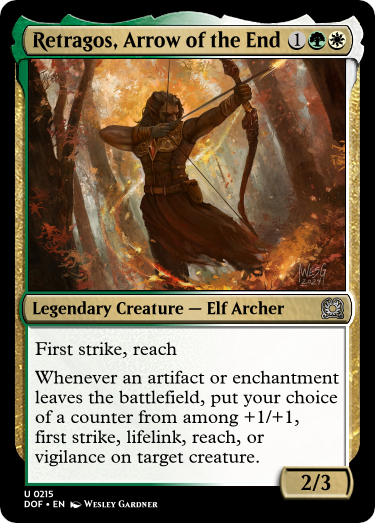 Retragos, Arrow of the End 1
WESG
2024
Legendary Creature — Elf Archer
First strike, reach
Whenever an artifact or enchantment
leaves the battlefield, put your choice
of a counter from among +1/+1,
first strike, lifelink, reach, or
vigilance on target creature.
2/3
U 0215
DOF • EN Wesley Gardner